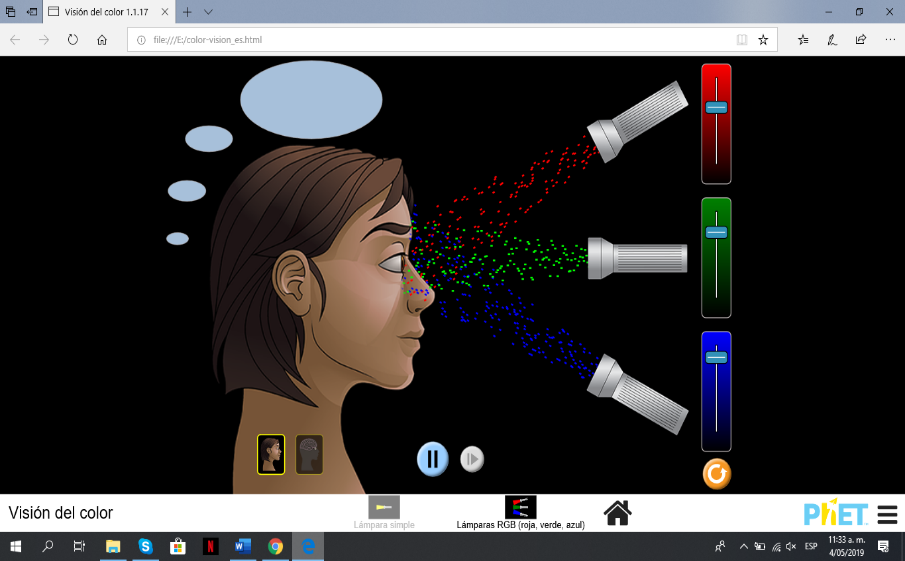 Visión del color 1.1.17
file:///E:/color-vision_es.html
Visión del color
Lámpara simple
Lámparas RGB (roja, verde, azul)
PhET
ESP
11:33 a. m.
4/05/2019